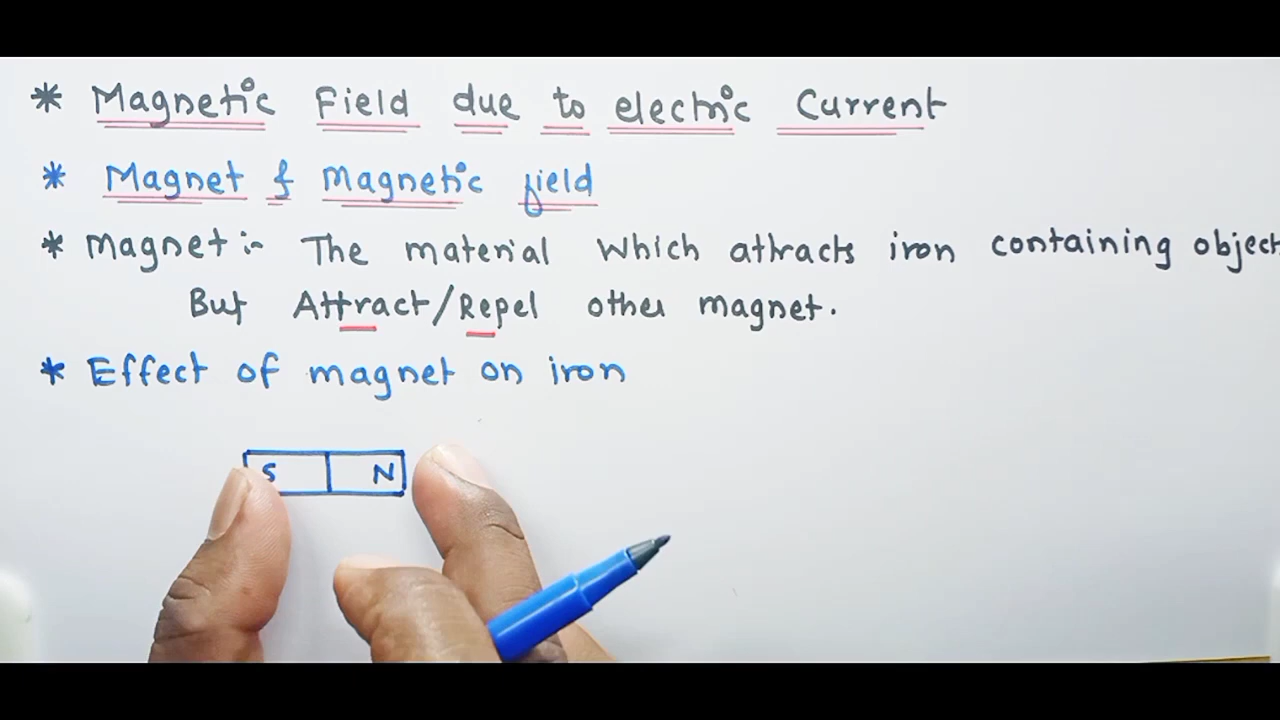 * Magnetic Field due to electric Current
* Magnet & magnetic field
* Magnet :- The material Which attracts iron containing object
But Attract/Repel other magnet.
* Effect of magnet on iron
S N